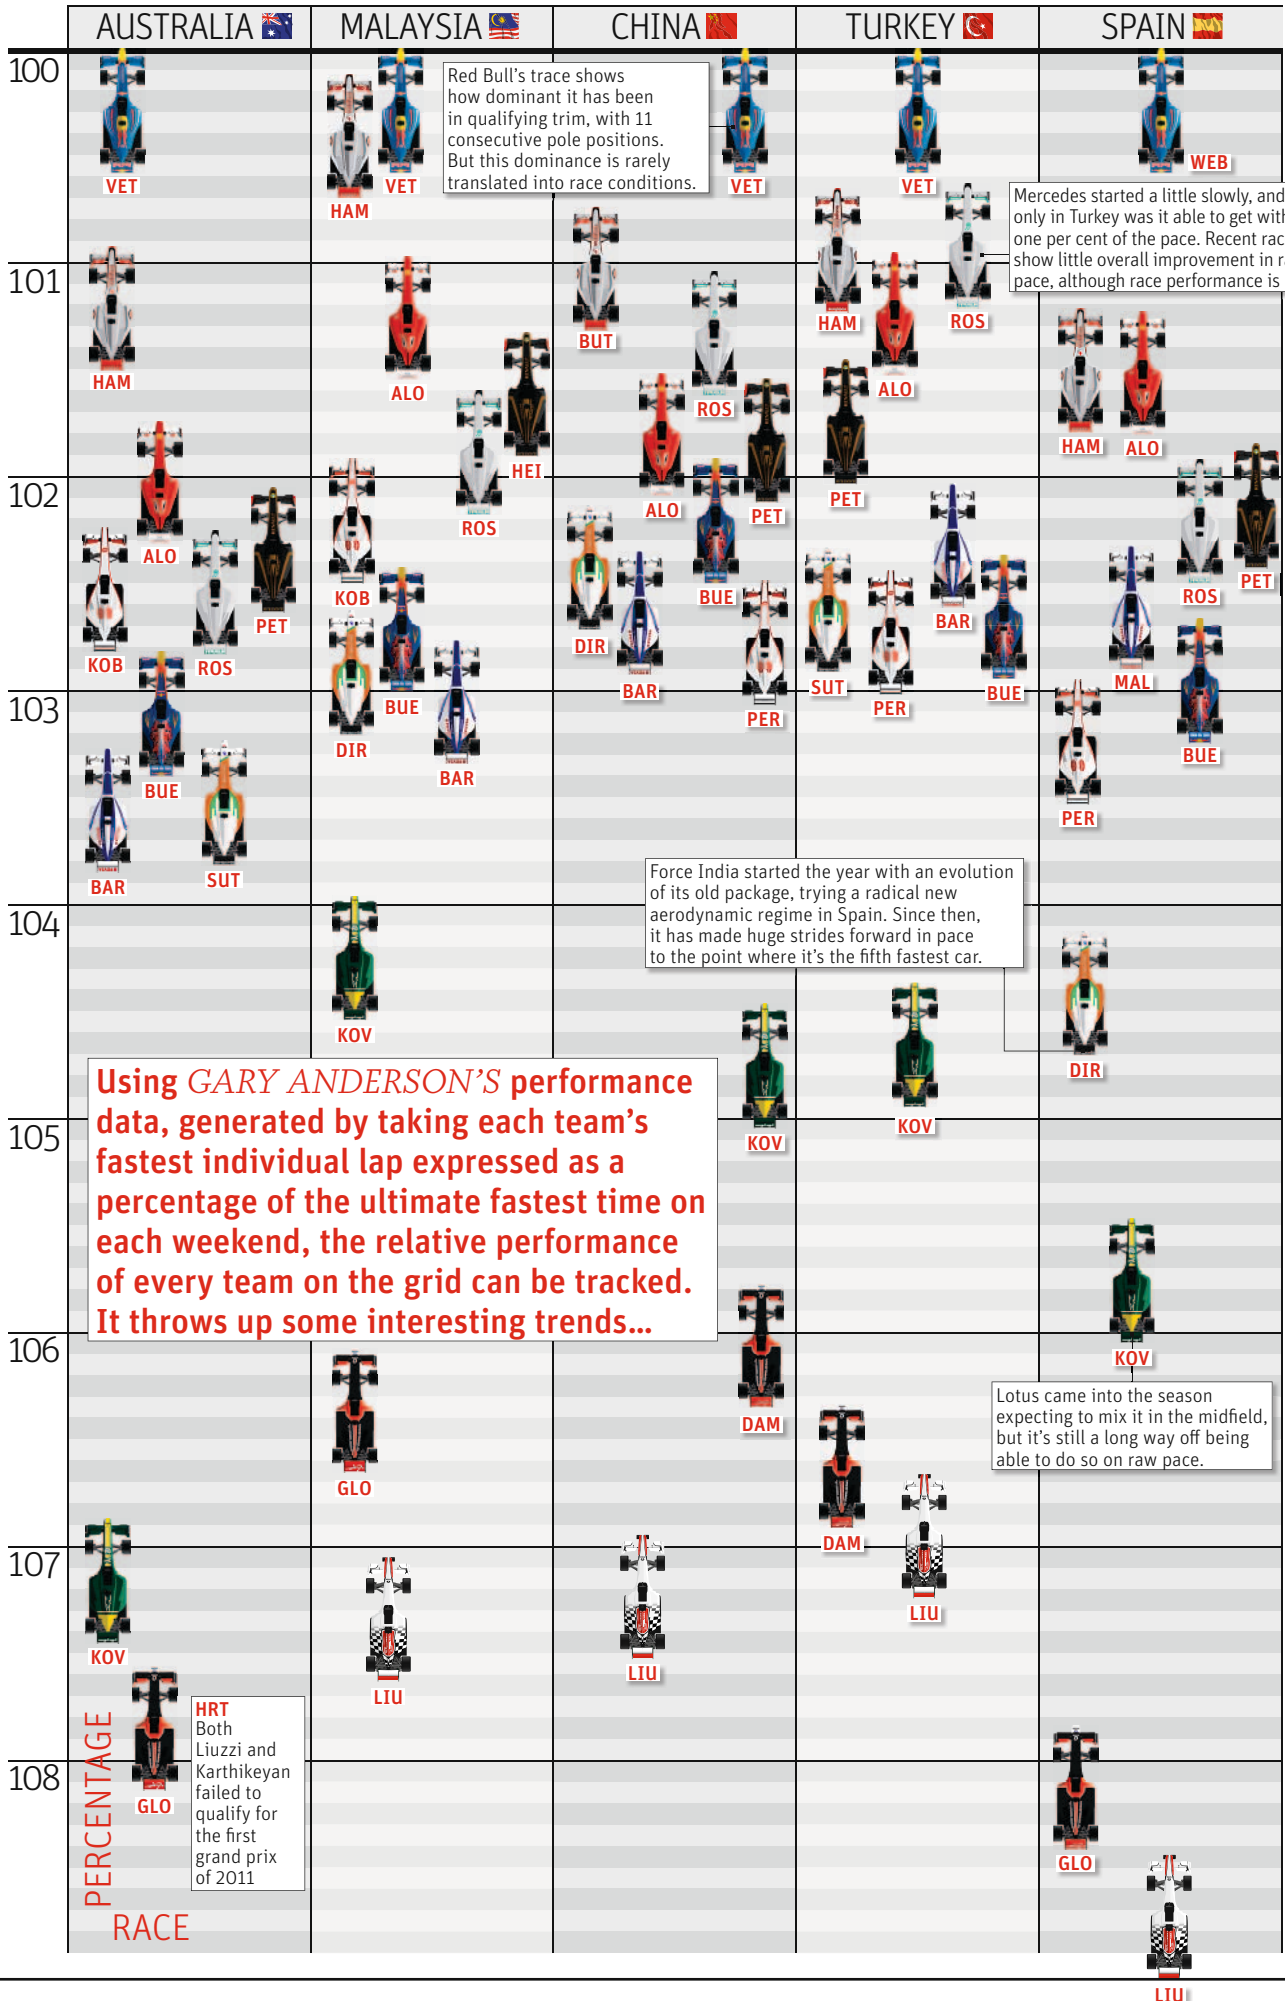 AUSTRALIA MALAYSIA CHINA TURKEY SPAIN
100
Red Bull's trace shows
how dominant it has been
in qualifying trim, with 11
consecutive pole positions.
But this dominance is rarely
translated into race conditions.
VET
HAM
VET
VET
VET
WEB
Mercedes started a little slowly, and
only in Turkey was it able to get with
one per cent of the pace. Recent rac
show little overall improvement in r
pace, although race performance is
101
HAM
ALO
BUT
ROS
HAM
ALO
ROS
HAM
ALO
HEI
ROS
102
ALO
PET
PET
KOB
ROS
PET
KOB
BUE
DIR
BAR
BUE
SUT
PER
BAR
BUE
ROS
PET
MAL
103
BUE
BAR
SUT
DIR
BAR
PER
BUE
PER
104
Force India started the year with an evolution
of its old package, trying a radical new
aerodynamic regime in Spain. Since then,
it has made huge strides forward in pace
to the point where it's the fifth fastest car.
KOV
DIR
Using GARY ANDERSON'S performance
data, generated by taking each team's
fastest individual lap expressed as a
percentage of the ultimate fastest time on
each weekend, the relative performance
of every team on the grid can be tracked.
It throws up some interesting trends...
105
KOV
KOV
106
KOV
GLO
DAM
Lotus came into the season
expecting to mix it in the midfield,
but it's still a long way off being
able to do so on raw pace.
107
DAM
LIU
KOV
LIU
LIU
108
GLO
HRT
Both
Liuzzi and
Karthikeyan
failed to
qualify for
the first
grand prix
of 2011
GLO
LIU
PERCENTAGE
RACE